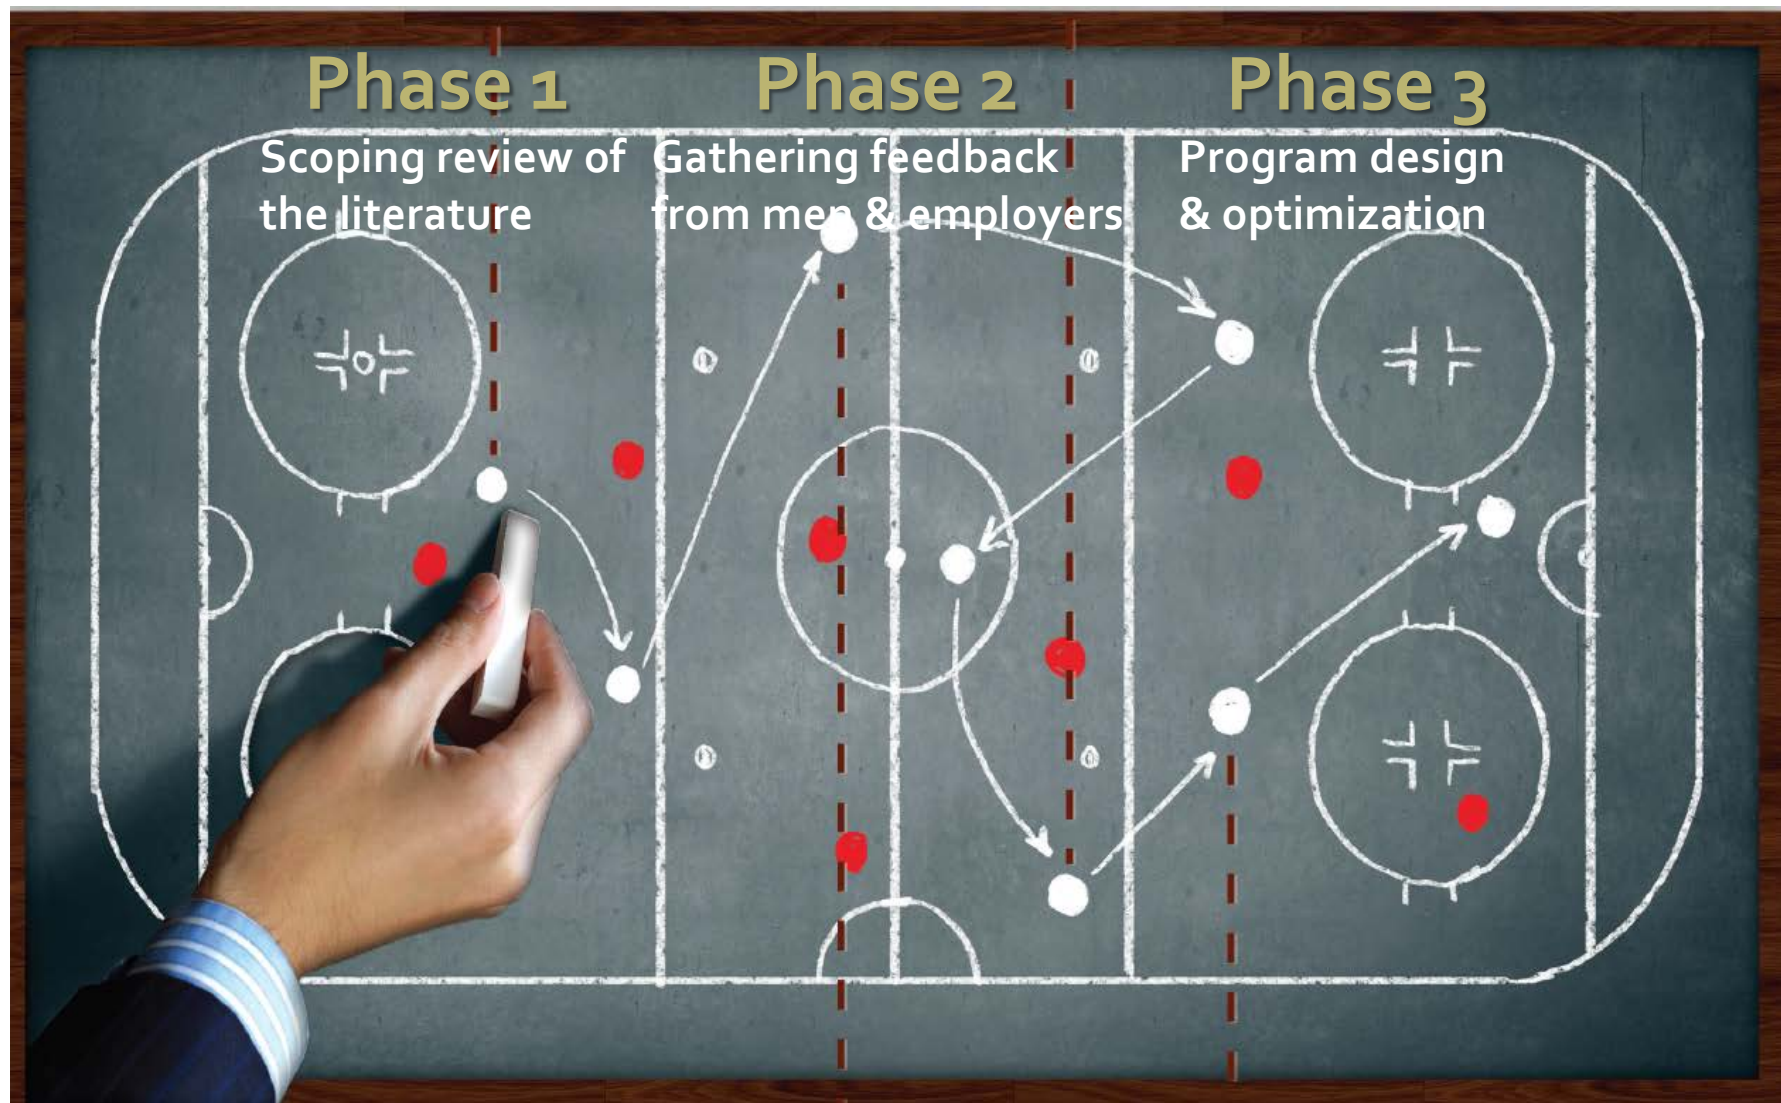 Phase 1
Scoping review of
the literature
Phase 2
Gathering feedback
from men & employers
Phase 3
Program design
& optimization